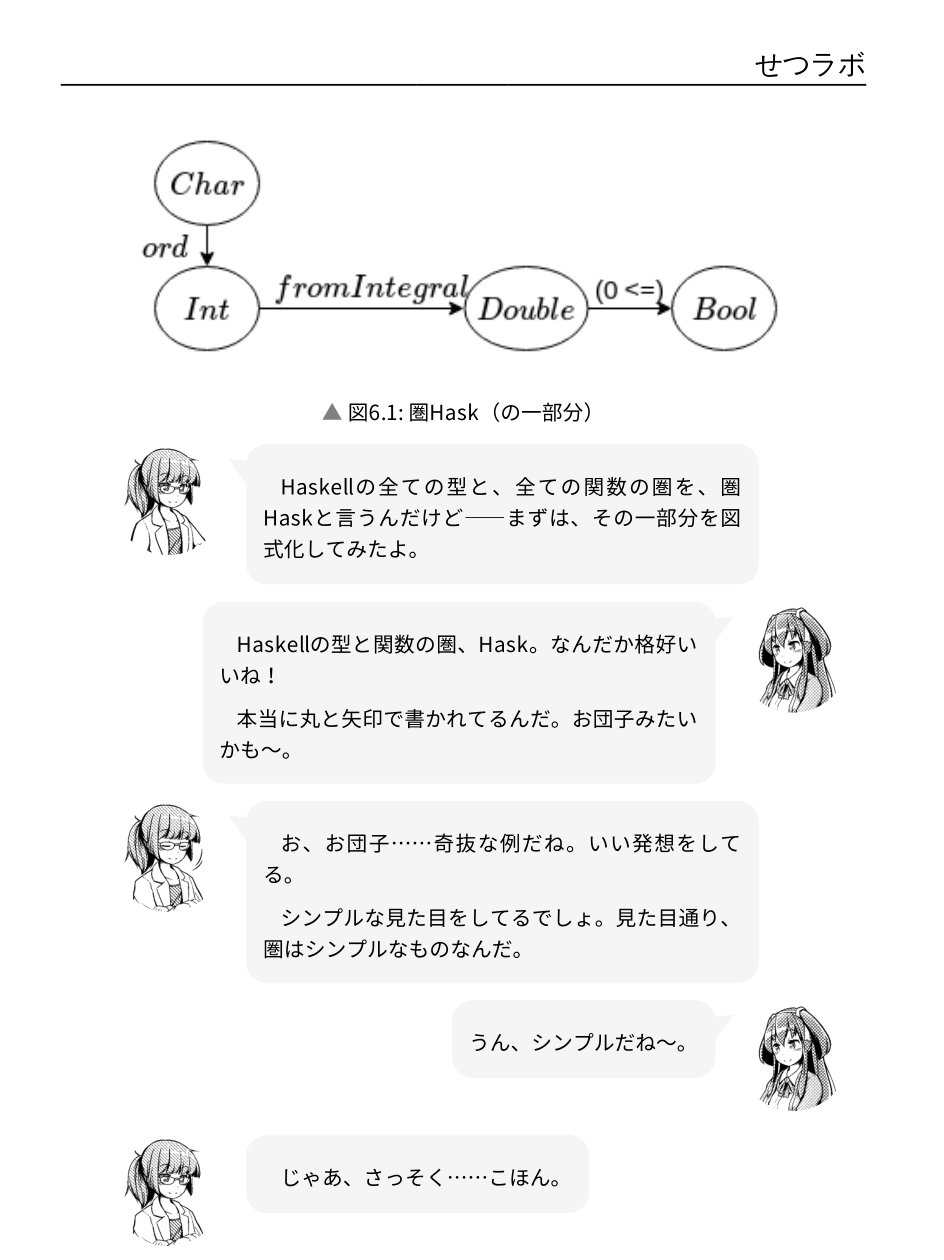 せつラボ
Char
ord
Int
fromIntegral
Double
(0 <=)
Bool
▲ 図6.1: 圏Hask（の一部分）
Haskellの全ての型と、全ての関数の圏を、圏
Haskと言うんだけど──まずは、その一部分を図
式化してみたよ。
Haskellの型と関数の圏、Hask。なんだか格好い
いね！
本当に丸と矢印で書かれてるんだ。お団子みたい
かも〜。
お、お団子……奇抜な例だね。いい発想をして
る。
シンプルな見た目をしてるでしょ。見た目通り、
圏はシンプルなものなんだ。
うん、シンプルだね〜。
じゃあ、さっそく……こほん。